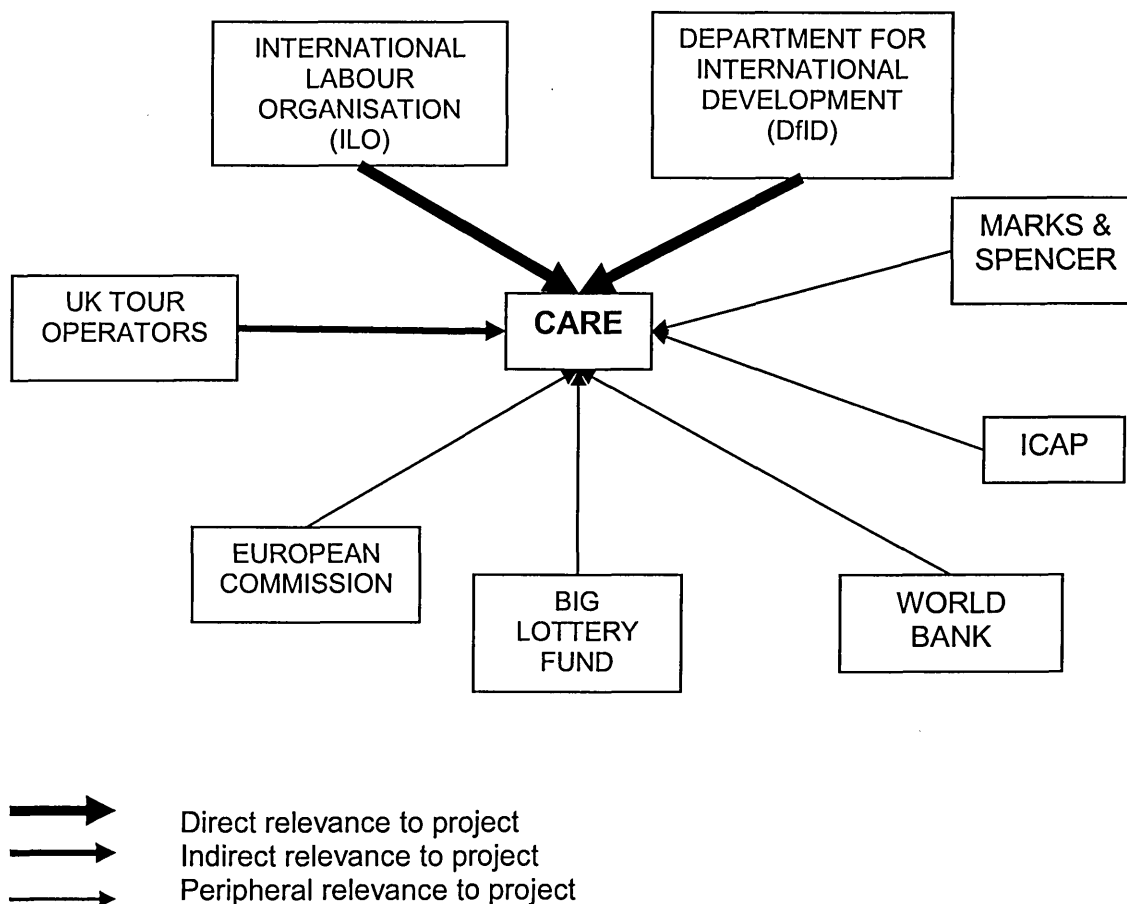 INTERNATIONAL
LABOUR
ORGANISATION
(ILO)
DEPARTMENT FOR
INTERNATIONAL
DEVELOPMENT
(DfID)
MARKS &
SPENCER
UK TOUR
OPERATORS
CARE
ICAP
EUROPEAN
COMMISSION
BIG
LOTTERY
FUND
WORLD
BANK
Direct relevance to project
Indirect relevance to project
Peripheral relevance to project